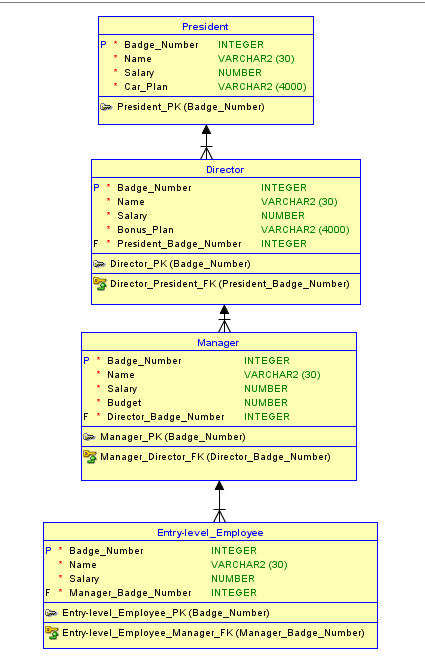 President
P * Badge_Number INTEGER
* Name VARCHAR2 (30)
* Salary NUMBER
* Car_Plan VARCHAR2 (4000)
President_PK (Badge_Number)
Director
P * Badge_Number INTEGER
* Name VARCHAR2 (30)
* Salary NUMBER
* Bonus_Plan VARCHAR2 (4000)
F * President_Badge_Number INTEGER
Director_PK (Badge_Number)
Director_President_FK (President_Badge_Number)
Manager
P * Badge_Number INTEGER
* Name VARCHAR2 (30)
* Salary NUMBER
* Budget NUMBER
F * Director_Badge_Number INTEGER
Manager_PK (Badge_Number)
Manager_Director_FK (Director_Badge_Number)
Entry-level_Employee
P * Badge_Number INTEGER
* Name VARCHAR2 (30)
* Salary NUMBER
F * Manager_Badge_Number INTEGER
Entry-level_Employee_PK (Badge_Number)
Entry-level_Employee_Manager_FK (Manager_Badge_Number)